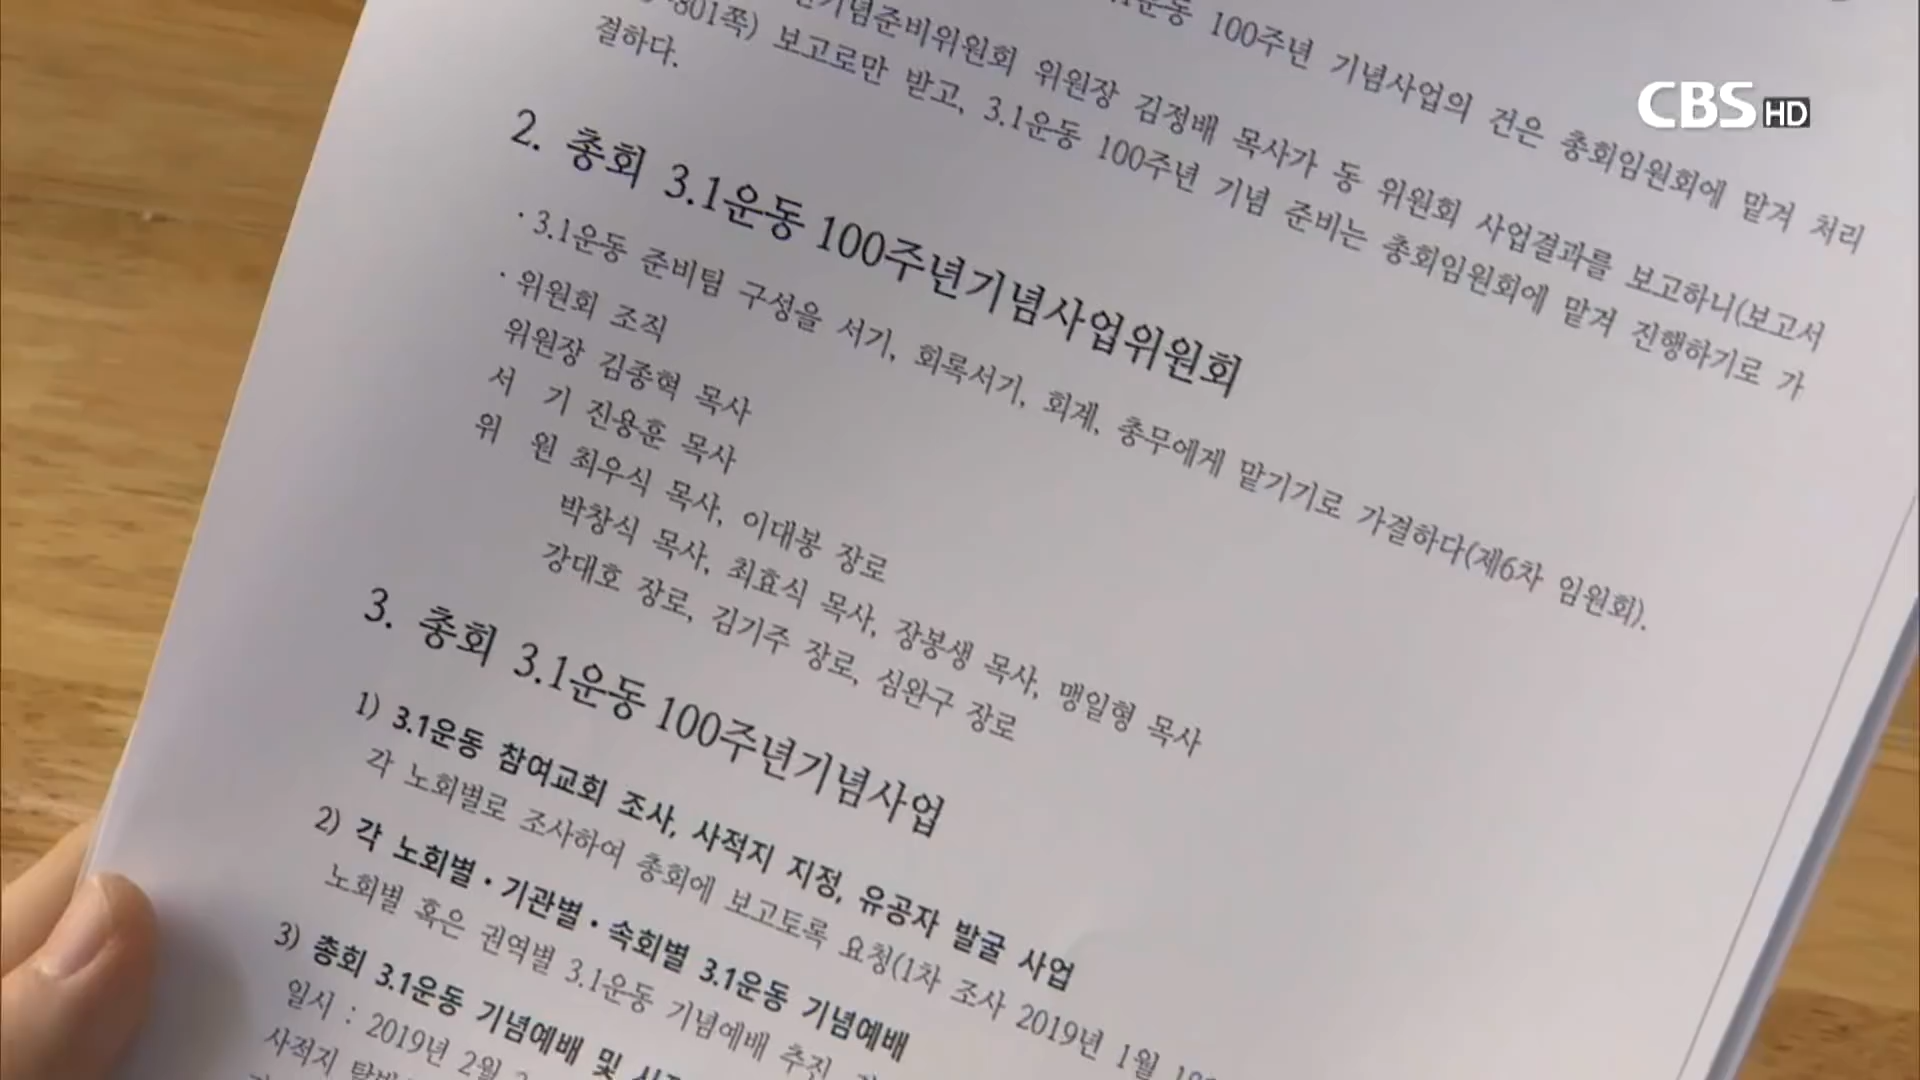 100주년 기념사업의 건은 총회임원회에 맡겨 처리
기념준비위원회 위원장 김정배 목사가 동 위원회 사업결과를 보고하니(보고서
801쪽) 보고로만 받고, 3.1운동 100주년 기념 준비는 총회임원회에 맡겨 진행하기로 가
결하다.
CBS HD
2. 총회 3.1운동 100주년기념사업위원회
· 3.1운동 준비팀 구성을 서기, 회록서기, 회계, 총무에게 맡기기로 가결하다(제6차 임원회).
· 위원회 조직
위원장 김종혁 목사
서 기 진용훈 목사
위 원 최우식 목사, 이대봉 장로
박창식 목사, 최효식 목사, 장봉생 목사, 맹일형 목사
강대호 장로, 김기주 장로, 심완구 장로
3. 총회 3.1운동 100주년기념사업
1) 3.1운동 참여교회 조사, 사적지 지정, 유공자 발굴 사업
각 노회별로 조사하여 총회에 보고토록 요청(1차 조사 2019년 1월
2) 각 노회별·기관별·속회별 3.1운동 기념예배
노회별 혹은 권역별 3.1운동 기념예배 추진
3) 총회 3.1운동 기념예배 및
일시 : 2019년 2월
사적지